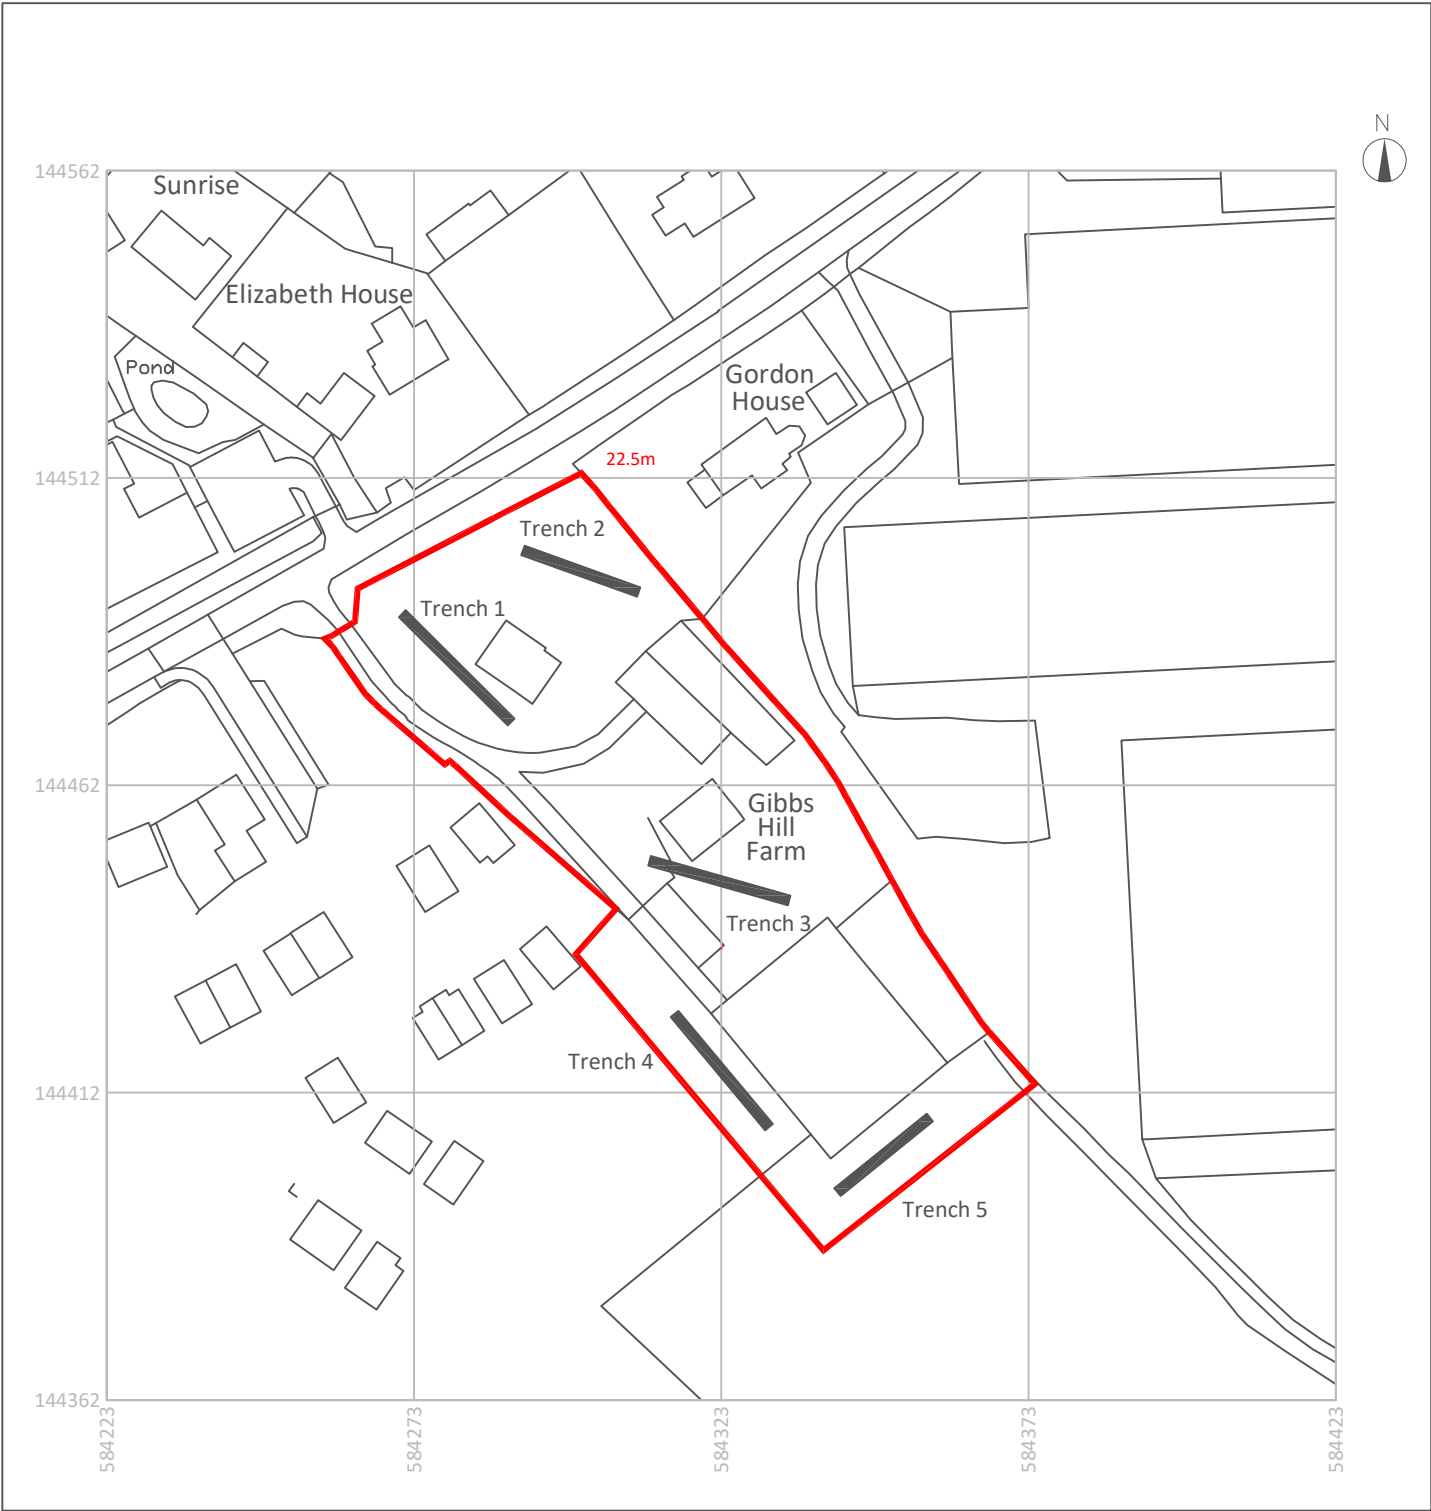 N
144562
Sunrise
Elizabeth House
Pond
Gordon
House
22.5m
144512
Trench 2
Trench 1
144462
Gibbs
Hill
Farm
Trench 3
Trench 4
144412
Trench 5
144362
584223
584273
584323
584373
584423